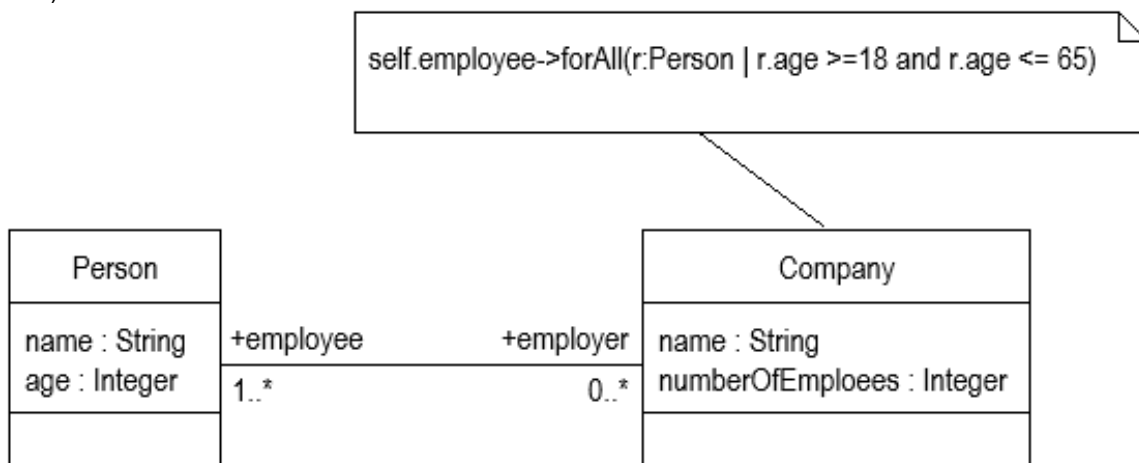 self.employee->forAll(r:Person | r.age >=18 and r.age <= 65)
Person
Company
name : String
age : Integer
+employee
+employer
1..*
0..*
name : String
numberOfEmploees : Integer